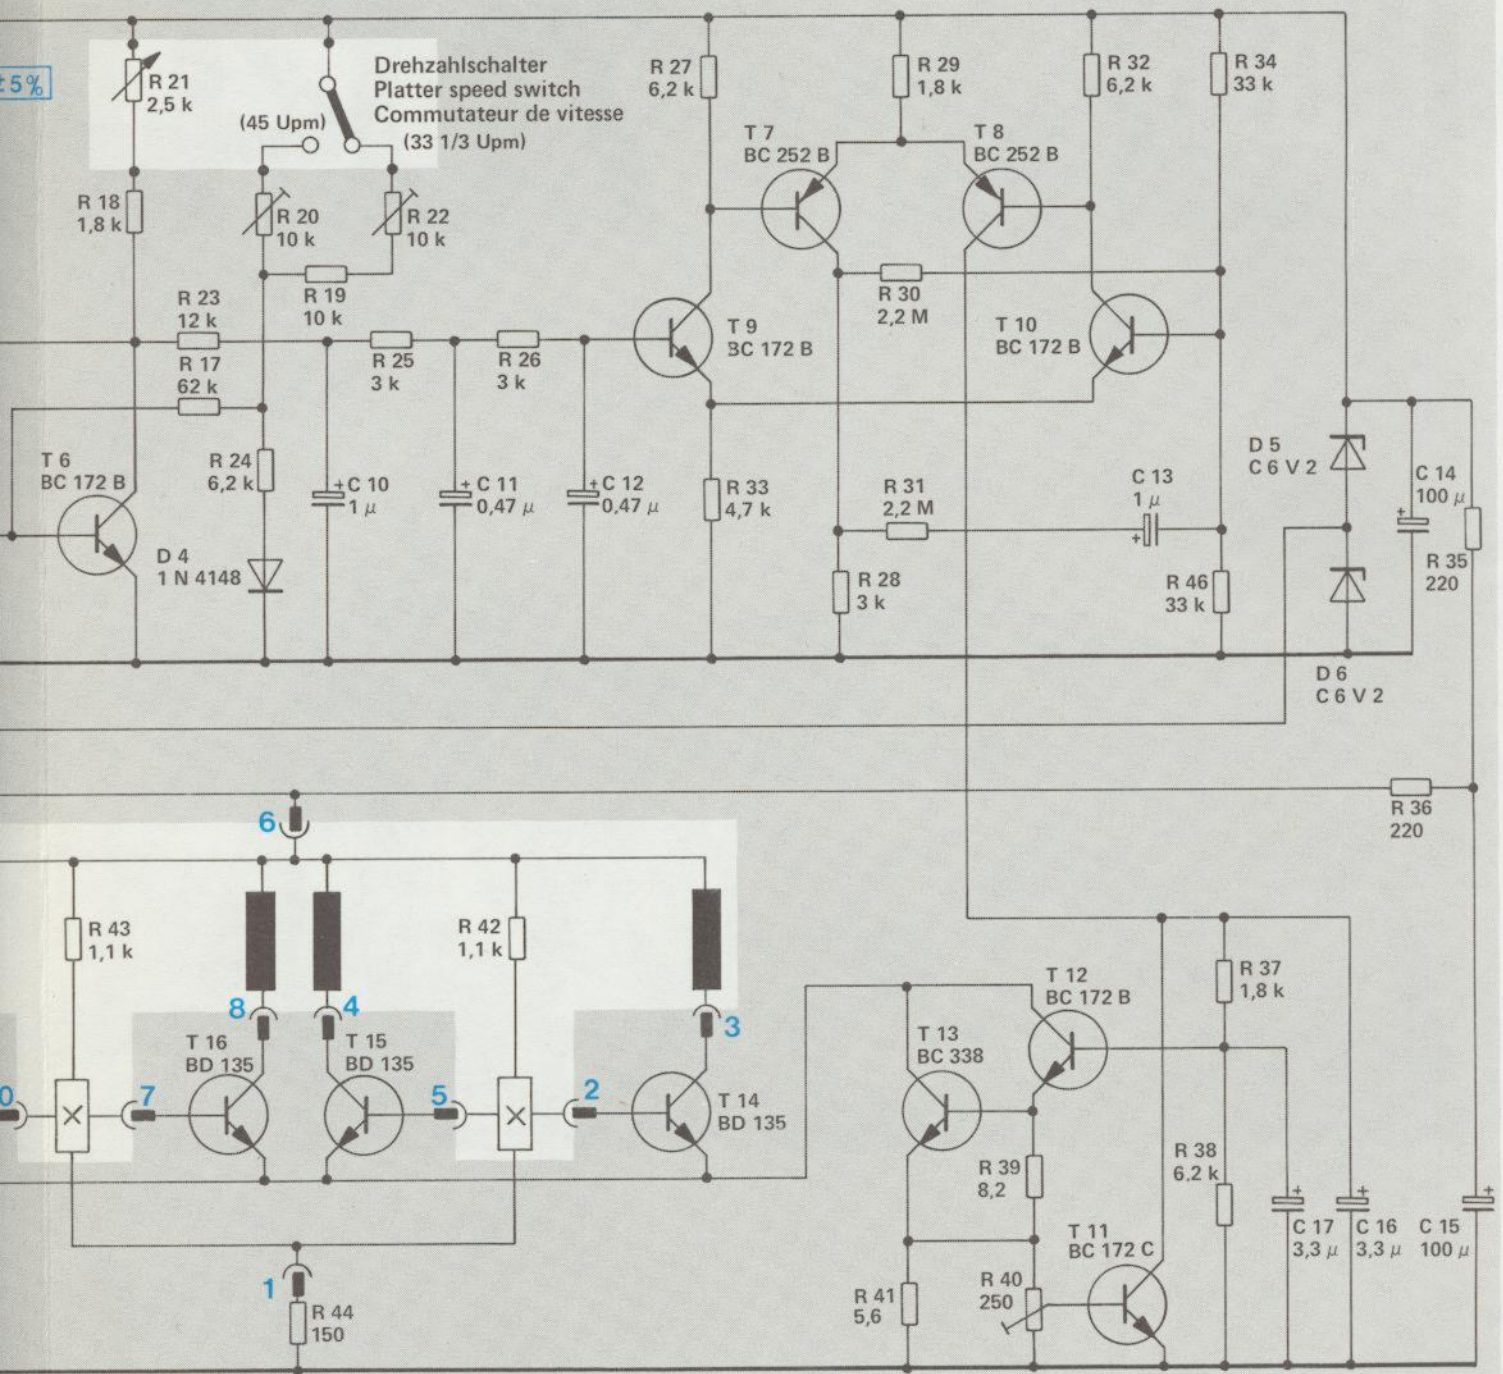 ±5%
R 21
2,5 k
Drehzahlschalter
Platter speed switch
Commutateur de vitesse
(45 Upm)
(33 1/3 Upm)
R 27
6,2 k
R 29
1,8 k
R 32
6,2 k
R 34
33 k
T 7
BC 252 B
T 8
BC 252 B
R 18
1,8 k
R 20
10 k
R 22
10 k
R 23
12 k
R 19
10 k
R 30
2,2 M
R 17
62 k
R 25
3 k
R 26
3 k
T 9
BC 172 B
T 10
BC 172 B
T 6
BC 172 B
R 24
6,2 k
+ C 10
1 µ
+ C 11
0,47 µ
+ C 12
0,47 µ
R 33
4,7 k
R 31
2,2 M
C 13
1 µ
+
D 5
C 6 V 2
C 14
100 µ
+
D 4
1 N 4148
R 28
3 k
R 46
33 k
R 35
220
D 6
C 6 V 2
6
R 36
220
R 43
1,1 k
R 42
1,1 k
8
4
3
T 16
BD 135
T 15
BD 135
T 12
BC 172 B
R 37
1,8 k
T 13
BC 338
0
7
5
2
T 14
BD 135
R 39
8,2
R 38
6,2 k
+
+
+
T 11
BC 172 C
C 17
3,3 µ
C 16
3,3 µ
C 15
100 µ
1
R 44
150
R 41
5,6
R 40
250